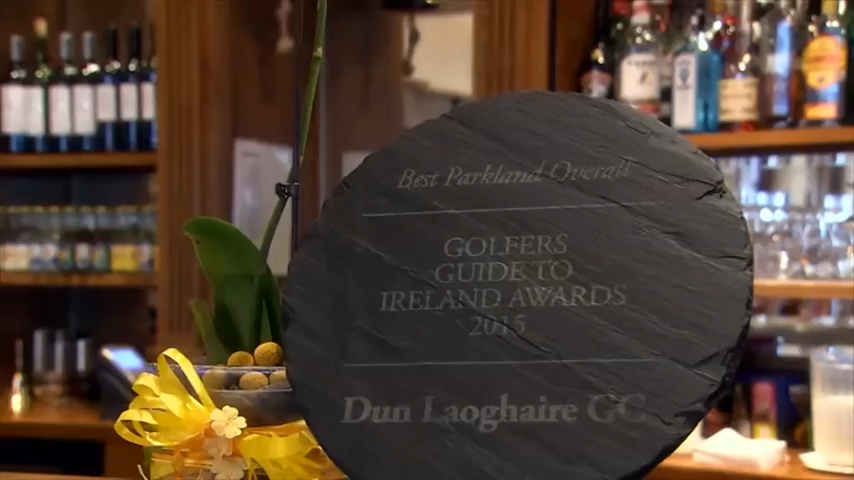 Best Parkland Overall
GOLFERS
GUIDE TO
IRELAND AWARDS
2015
Dun Laoghaire GC